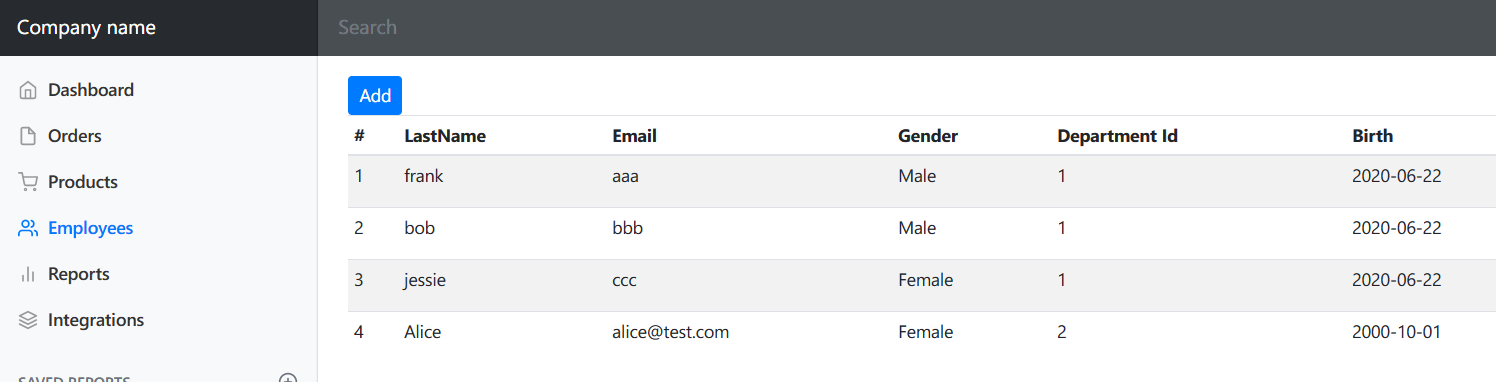 Company name
Search
Dashboard
Orders
Products
Employees
Reports
Integrations
SAVED REPORTS
Add
# LastName Email Gender Department Id Birth
1 frank aaa Male 1 2020-06-22
2 bob bbb Male 1 2020-06-22
3 jessie ccc Female 1 2020-06-22
4 Alice alice@test.com Female 2 2000-10-01